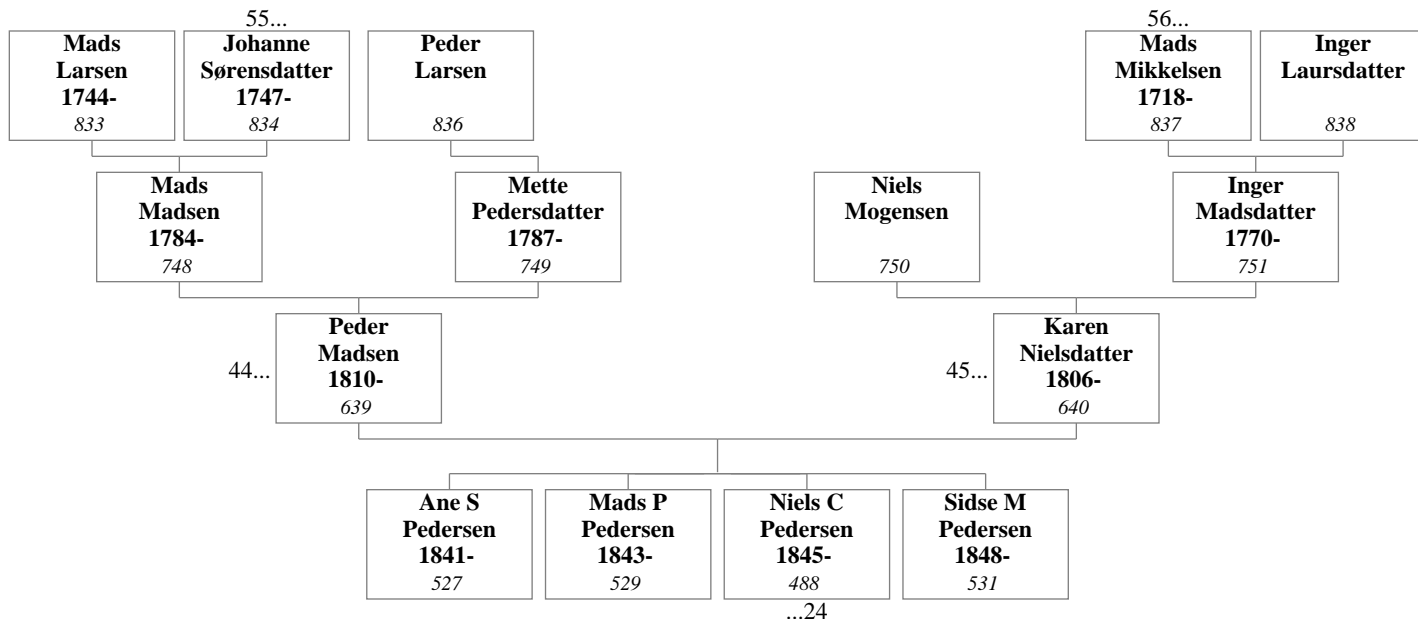 55...
56...
Mads
Larsen
1744-
833
Johanne
Sørensdatter
1747-
834
Peder
Larsen
836
Mads
Mikkelsen
1718-
837
Inger
Laursdatter
838
Mads
Madsen
1784-
748
Mette
Pedersdatter
1787-
749
Niels
Mogensen
750
Inger
Madsdatter
1770-
751
44...
Peder
Madsen
1810-
639
45...
Karen
Nielsdatter
1806-
640
Ane S
Pedersen
1841-
527
Mads P
Pedersen
1843-
529
Niels C
Pedersen
1845-
488
Sidse M
Pedersen
1848-
531
...24